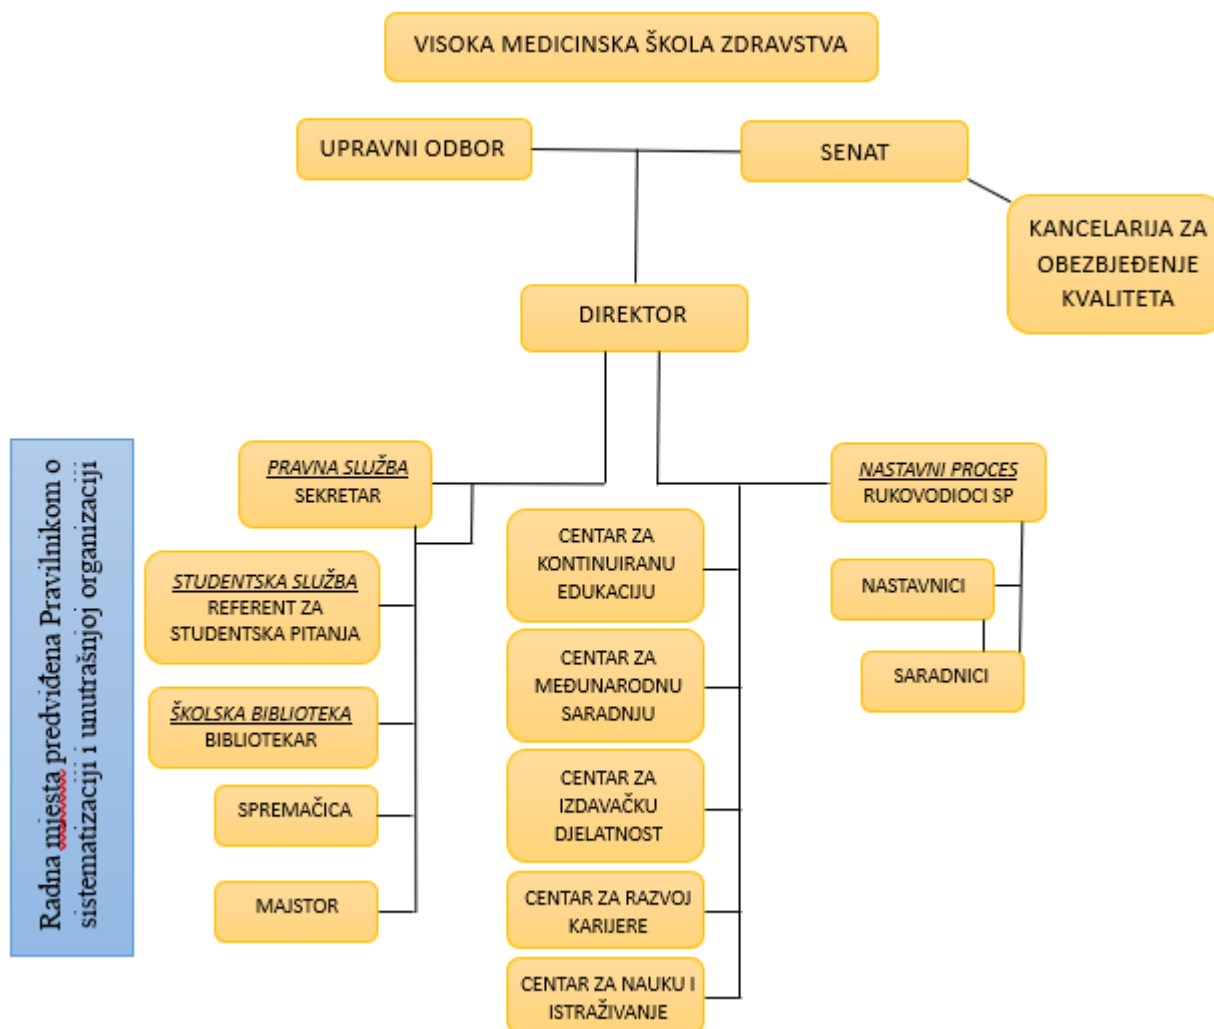 VISOKA MEDICINSKA ŠKOLA ZDRAVSTVA
UPRAVNI ODBOR
SENAT
KANCELARIJA ZA
OBEZBJEĐENJE
KVALITETA
DIREKTOR
Radna mjesta predviđena Pravilnikom o
sistematizaciji i unutrašnjoj organizaciji
PRAVNA SLUŽBA
SEKRETAR
STUDENTSKA SLUŽBA
REFERENT ZA
STUDENTSKA PITANJA
ŠKOLSKA BIBLIOTEKA
BIBLIOTEKAR
SPREMAČICA
MAJSTOR
CENTAR ZA
KONTINUIRANU
EDUKACIJU
CENTAR ZA
MEĐUNARODNU
SARADNJU
CENTAR ZA
IZDAVAČKU
DJELATNOST
CENTAR ZA RAZVOJ
KARIJERE
CENTAR ZA NAUKU I
ISTRAŽIVANJE
NASTAVNI PROCES
RUKOVODIOCI SP
NASTAVNICI
SARADNICI